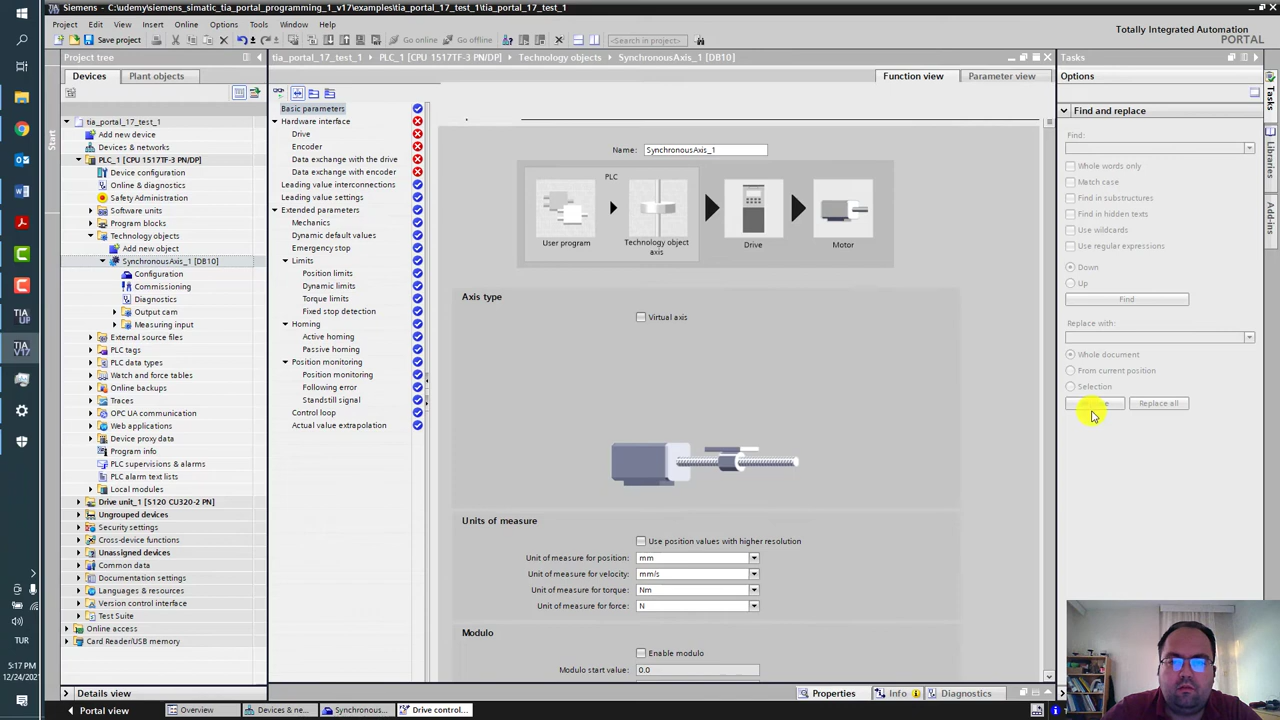 Siemens - C:\udemy\siemens_simatic_tia_portal_programming_1_v17\examples\tia_portal_17_test_1\tia_portal_17_test_1
Project Edit View Insert Online Options Tools Window Help
Totally Integrated Automation
PORTAL
Save project
Go online
Go offline
<Search in project>
Project tree
tia_portal_17_test_1 ▸ PLC_1 [CPU 1517TF-3 PN/DP] ▸ Technology objects ▸ SynchronousAxis_1 [DB10]
Tasks
Devices
Plant objects
Function view
Parameter view
Options
Start
tia_portal_17_test_1
Add new device
Devices & networks
PLC_1 [CPU 1517TF-3 PN/DP]
Device configuration
Online & diagnostics
Safety Administration
Software units
Program blocks
Technology objects
Add new object
SynchronousAxis_1 [DB10]
Configuration
Commissioning
Diagnostics
Output cam
Measuring input
External source files
PLC tags
PLC data types
Watch and force tables
Online backups
Traces
OPC UA communication
Web applications
Device proxy data
Program info
PLC supervisions & alarms
PLC alarm text lists
Local modules
Drive unit_1 [S120 CU320-2 PN]
Ungrouped devices
Security settings
Cross-device functions
Unassigned devices
Common data
Documentation settings
Languages & resources
Version control interface
Test Suite
Online access
Card Reader/USB memory
Details view
Basic parameters
Hardware interface
Drive
Encoder
Data exchange with the drive
Data exchange with encoder
Leading value interconnections
Leading value settings
Extended parameters
Mechanics
Dynamic default values
Emergency stop
Limits
Position limits
Dynamic limits
Torque limits
Fixed stop detection
Homing
Active homing
Passive homing
Position monitoring
Position monitoring
Following error
Standstill signal
Control loop
Actual value extrapolation
Name: SynchronousAxis_1
PLC
User program
Technology object
axis
Drive
Motor
Axis type
Virtual axis
Units of measure
Use position values with higher resolution
Unit of measure for position: mm
Unit of measure for velocity: mm/s
Unit of measure for torque: Nm
Unit of measure for force: N
Modulo
Enable modulo
Modulo start value: 0.0
Properties
Info
Diagnostics
Find and replace
Find:
Whole words only
Match case
Find in substructures
Find in hidden texts
Use wildcards
Use regular expressions
Down
Up
Find
Replace with:
Whole document
From current position
Selection
Replace all
Tasks
Libraries
Add-ins
TIA
UP
TIA
V17
TUR
5:17 PM
12/24/2021
Portal view
Overview
Devices & ne...
Synchronous...
Drive control...